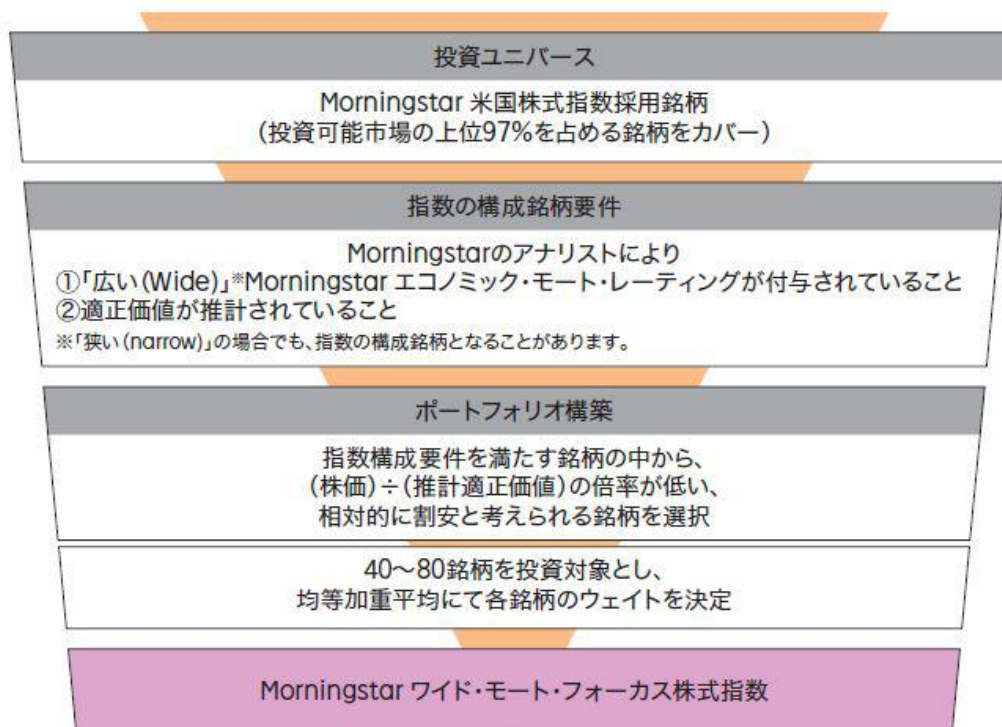 投資ユニバース
Morningstar 米国株式指数採用銘柄
（投資可能市場の上位97%を占める銘柄をカバー）
指数の構成銘柄要件
Morningstarのアナリストにより
①「広い（Wide）」※Morningstar エコノミック・モート・レーティングが付与されていること
②適正価値が推計されていること
※「狭い（narrow）」の場合でも、指数の構成銘柄となることがあります。
ポートフォリオ構築
指数構成要件を満たす銘柄の中から、
（株価）÷（推計適正価値）の倍率が低い、
相対的に割安と考えられる銘柄を選択
40～80銘柄を投資対象とし、
均等加重平均にて各銘柄のウェイトを決定
Morningstar ワイド・モート・フォーカス株式指数